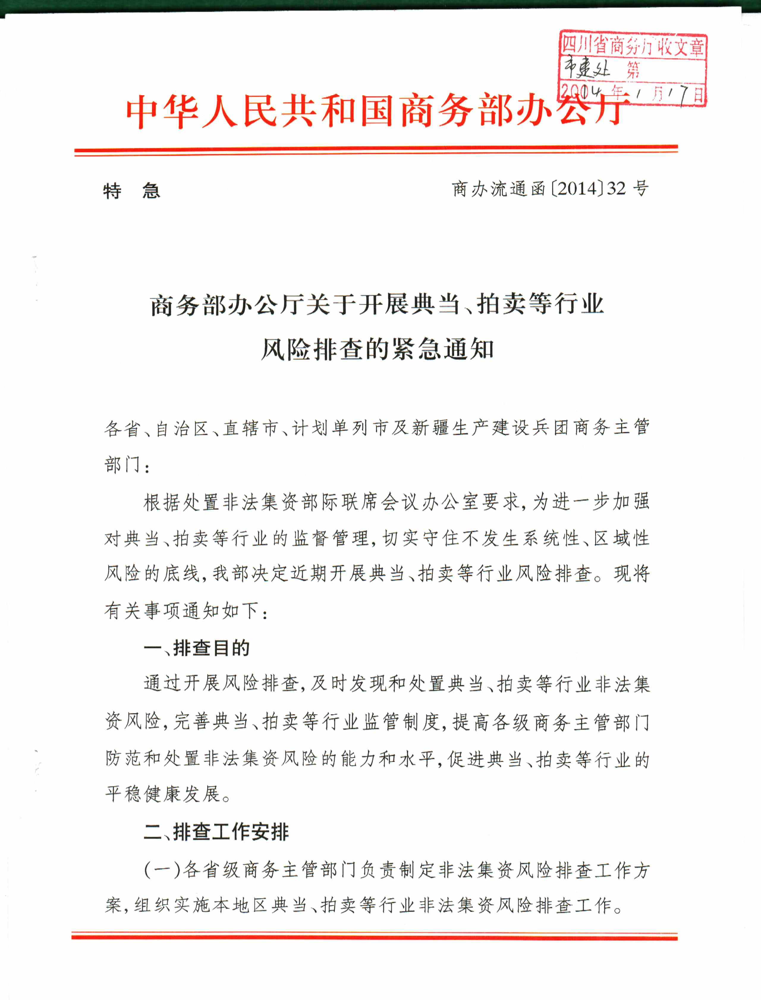 四川省商务厅收文章
市建处 第
2014年1月17日
中华人民共和国商务部办公厅
特 急
商办流通函〔2014〕32 号
商务部办公厅关于开展典当、拍卖等行业
风险排查的紧急通知
各省、自治区、直辖市、计划单列市及新疆生产建设兵团商务主管
部门:
根据处置非法集资部际联席会议办公室要求,为进一步加强
对典当、拍卖等行业的监督管理,切实守住不发生系统性、区域性
风险的底线,我部决定近期开展典当、拍卖等行业风险排查。现将
有关事项通知如下:
一、排查目的
通过开展风险排查,及时发现和处置典当、拍卖等行业非法集
资风险,完善典当、拍卖等行业监管制度,提高各级商务主管部门
防范和处置非法集资风险的能力和水平,促进典当、拍卖等行业的
平稳健康发展。
二、排查工作安排
(一)各省级商务主管部门负责制定非法集资风险排查工作方
案,组织实施本地区典当、拍卖等行业非法集资风险排查工作。